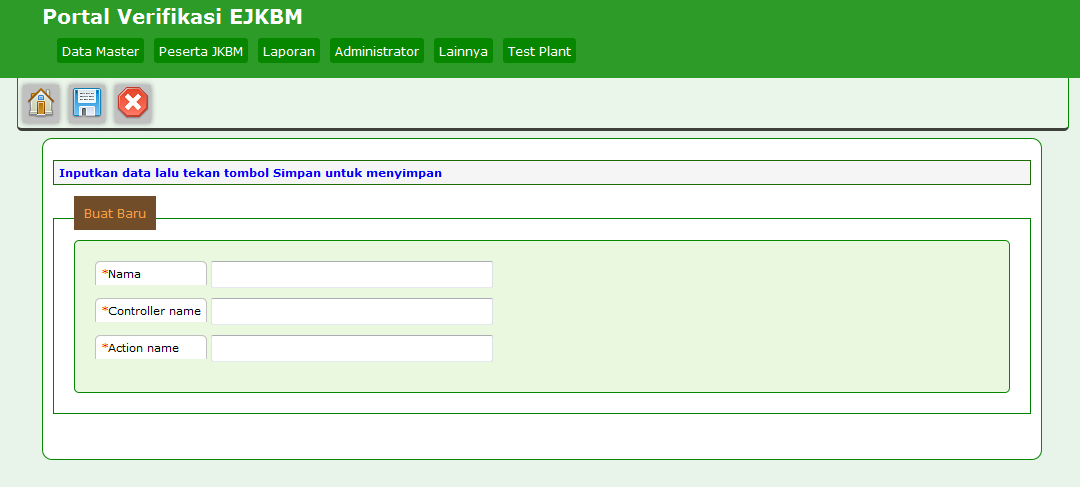 Portal Verifikasi EJKBM
Data Master Peserta JKBM Laporan Administrator Lainnya Test Plant
Inputkan data lalu tekan tombol Simpan untuk menyimpan
Buat Baru
*Nama
*Controller name
*Action name